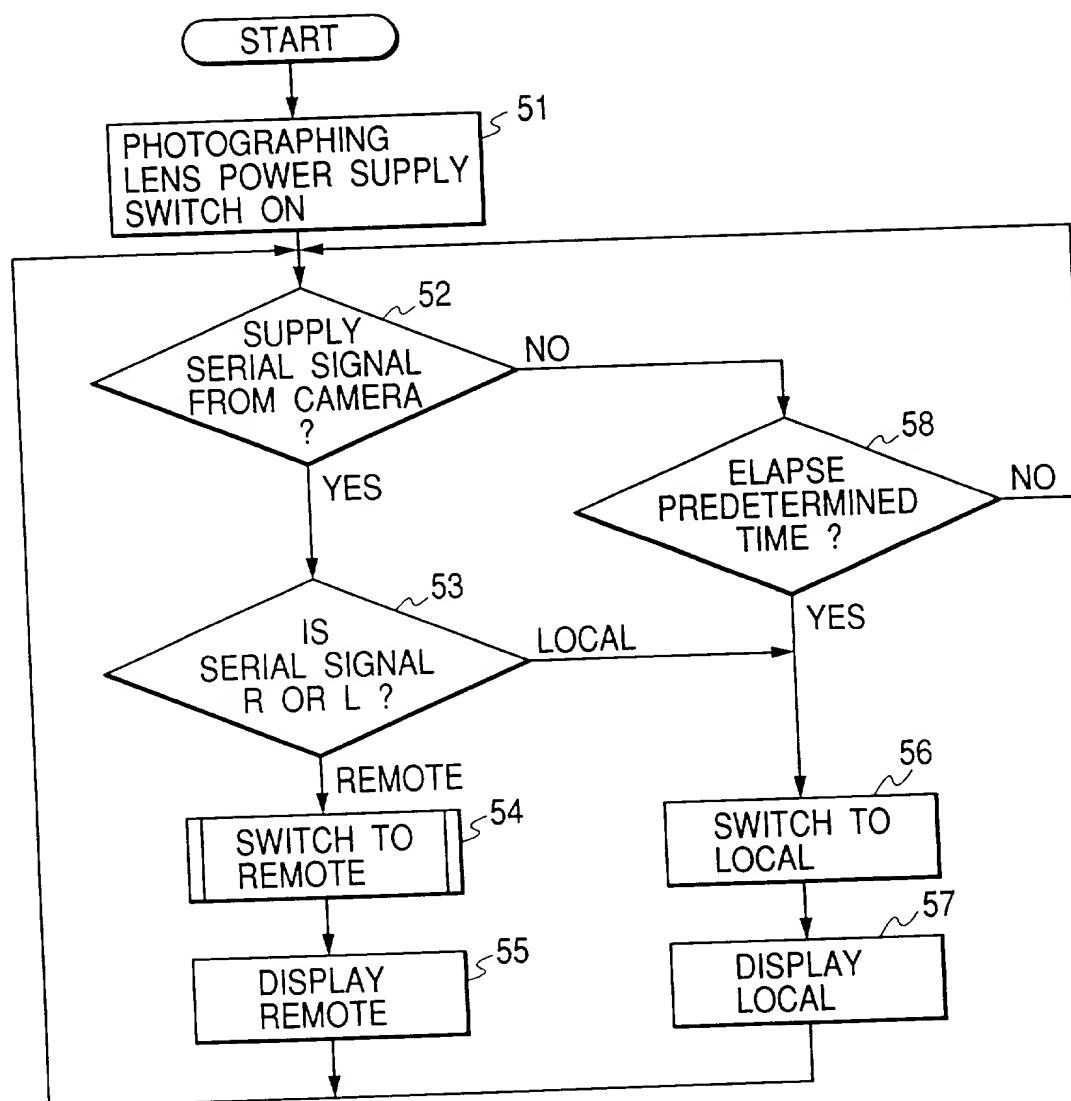 START
51
PHOTOGRAPHING
LENS POWER SUPPLY
SWITCH ON
52
SUPPLY
SERIAL SIGNAL
FROM CAMERA
?
NO
YES
58
ELAPSE
PREDETERMINED
TIME ?
NO
YES
53
IS
SERIAL SIGNAL
R OR L ?
LOCAL
REMOTE
54
SWITCH TO
REMOTE
56
SWITCH TO
LOCAL
55
DISPLAY
REMOTE
57
DISPLAY
LOCAL